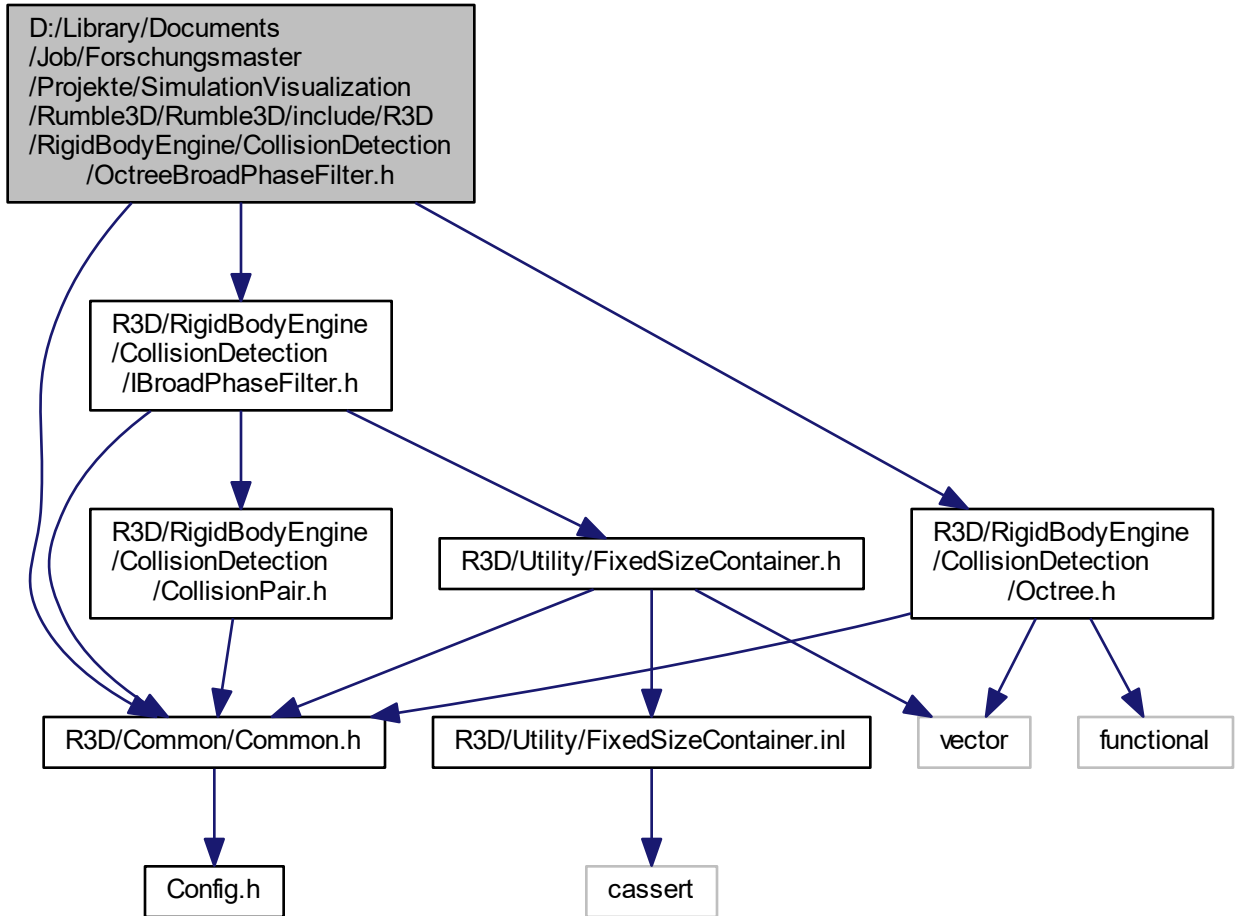 D:/Library/Documents
/Job/Forschungsmaster
/Projekte/SimulationVisualization
/Rumble3D/Rumble3D/include/R3D
/RigidBodyEngine/CollisionDetection
/OctreeBroadPhaseFilter.h
R3D/RigidBodyEngine
/CollisionDetection
/IBroadPhaseFilter.h
R3D/RigidBodyEngine
/CollisionDetection
/CollisionPair.h
R3D/Utility/FixedSizeContainer.h
R3D/RigidBodyEngine
/CollisionDetection
/Octree.h
R3D/Common/Common.h
R3D/Utility/FixedSizeContainer.inl
vector
functional
Config.h
cassert